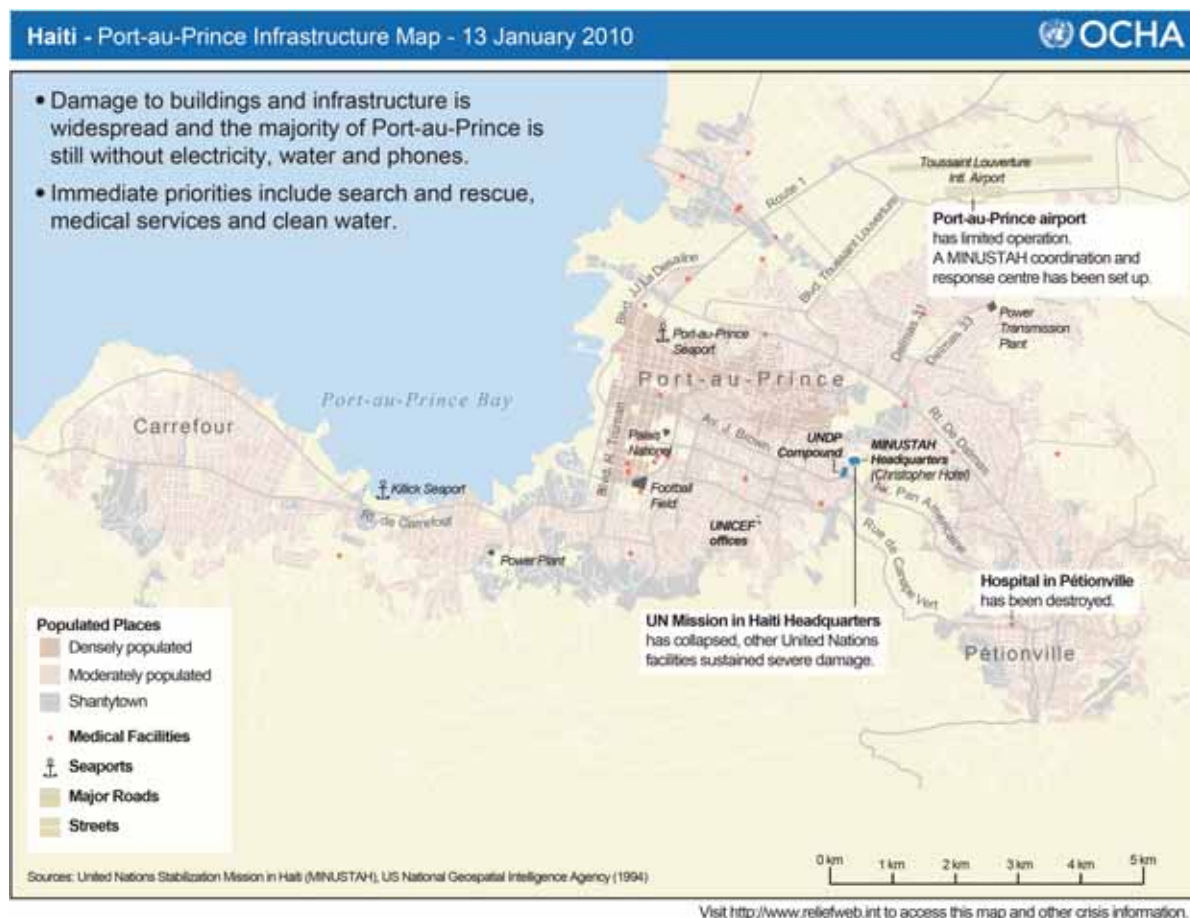 Haiti - Port-au-Prince Infrastructure Map - 13 January 2010
OCHA
• Damage to buildings and infrastructure is
widespread and the majority of Port-au-Prince is
still without electricity, water and phones.
• Immediate priorities include search and rescue,
medical services and clean water.
Toussaint Louverture
Intl. Airport
Port-au-Prince airport
has limited operation.
A MINUSTAH coordination and
response centre has been set up.
Route 1
Blvd. Toussaint Louverture
Blvd. JJ La Desaline
Delmas 31
Delmas 33
Power
Transmission
Plant
Port-au-Prince
Seaport
Port-au-Prince
Port-au-Prince Bay
Carrefour
Killick Seaport
Rt. de Carrefout
Power Plant
Blvd. R. Troman
Palais
National
Football
Field
Av. J. Brown
UNDP
Compound
MINUSTAH
Headquarters
(Christopher Hotel)
Rt. De Delmas
Av. Pan Americaine
Rue de Canape Vert
UNICEF
offices
Hospital in Pétionville
has been destroyed.
Pétionville
UN Mission in Haiti Headquarters
has collapsed, other United Nations
facilities sustained severe damage.
Populated Places
Densely populated
Moderately populated
Shantytown
Medical Facilities
Seaports
Major Roads
Streets
0 km 1 km 2 km 3 km 4 km 5 km
Sources: United Nations Stabilization Mission in Haiti (MINUSTAH), US National Geospatial Intelligence Agency (1994)
Visit http://www.reliefweb.int to access this map and other crisis information.